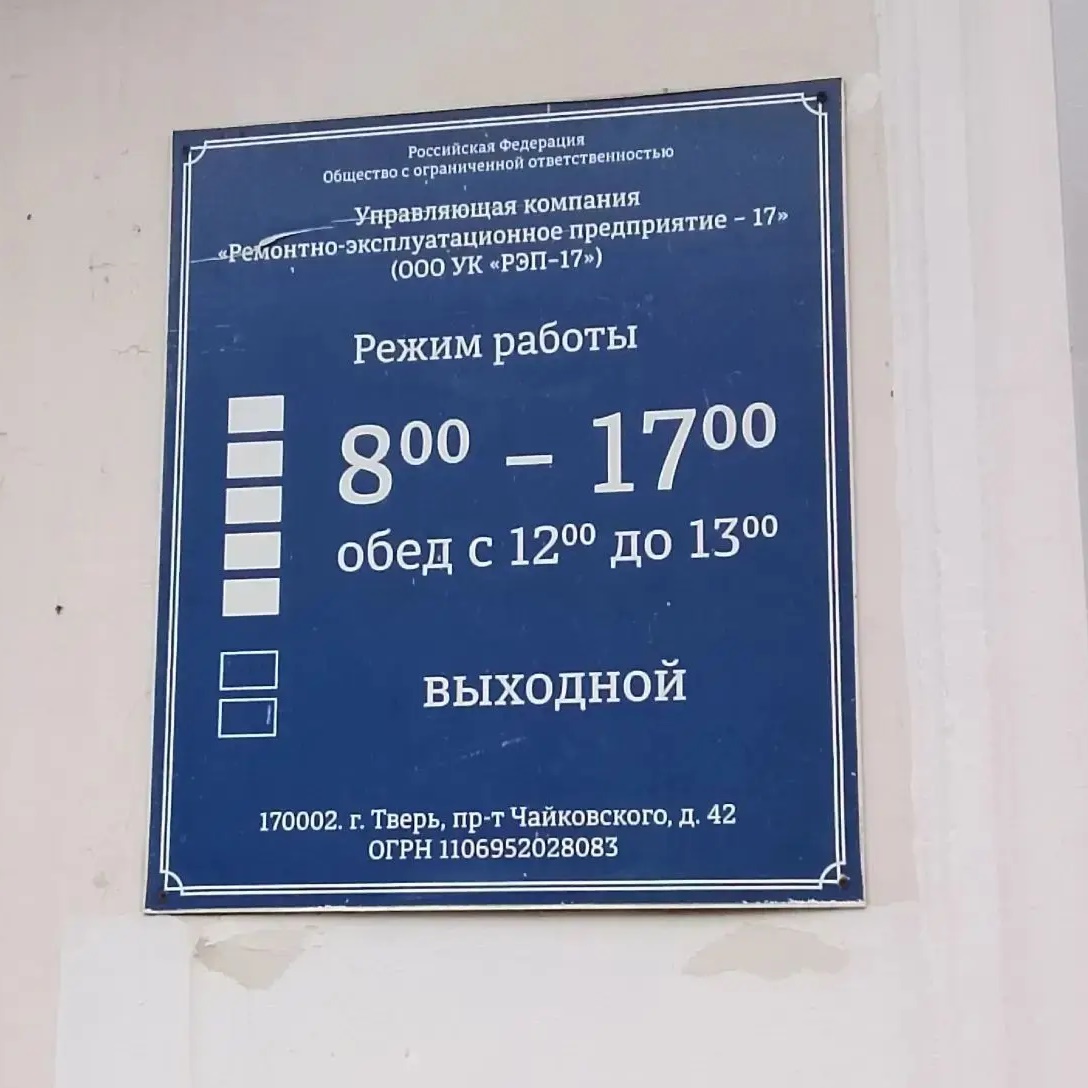 Российская Федерация
Общество с ограниченной ответственностью
Управляющая компания
«Ремонтно-эксплуатационное предприятие – 17»
(ООО УК «РЭП-17»)
Режим работы
8⁰⁰ – 17⁰⁰
обед с 12⁰⁰ до 13⁰⁰
выходной
170002. г. Тверь, пр-т Чайковского, д. 42
ОГРН 1106952028083